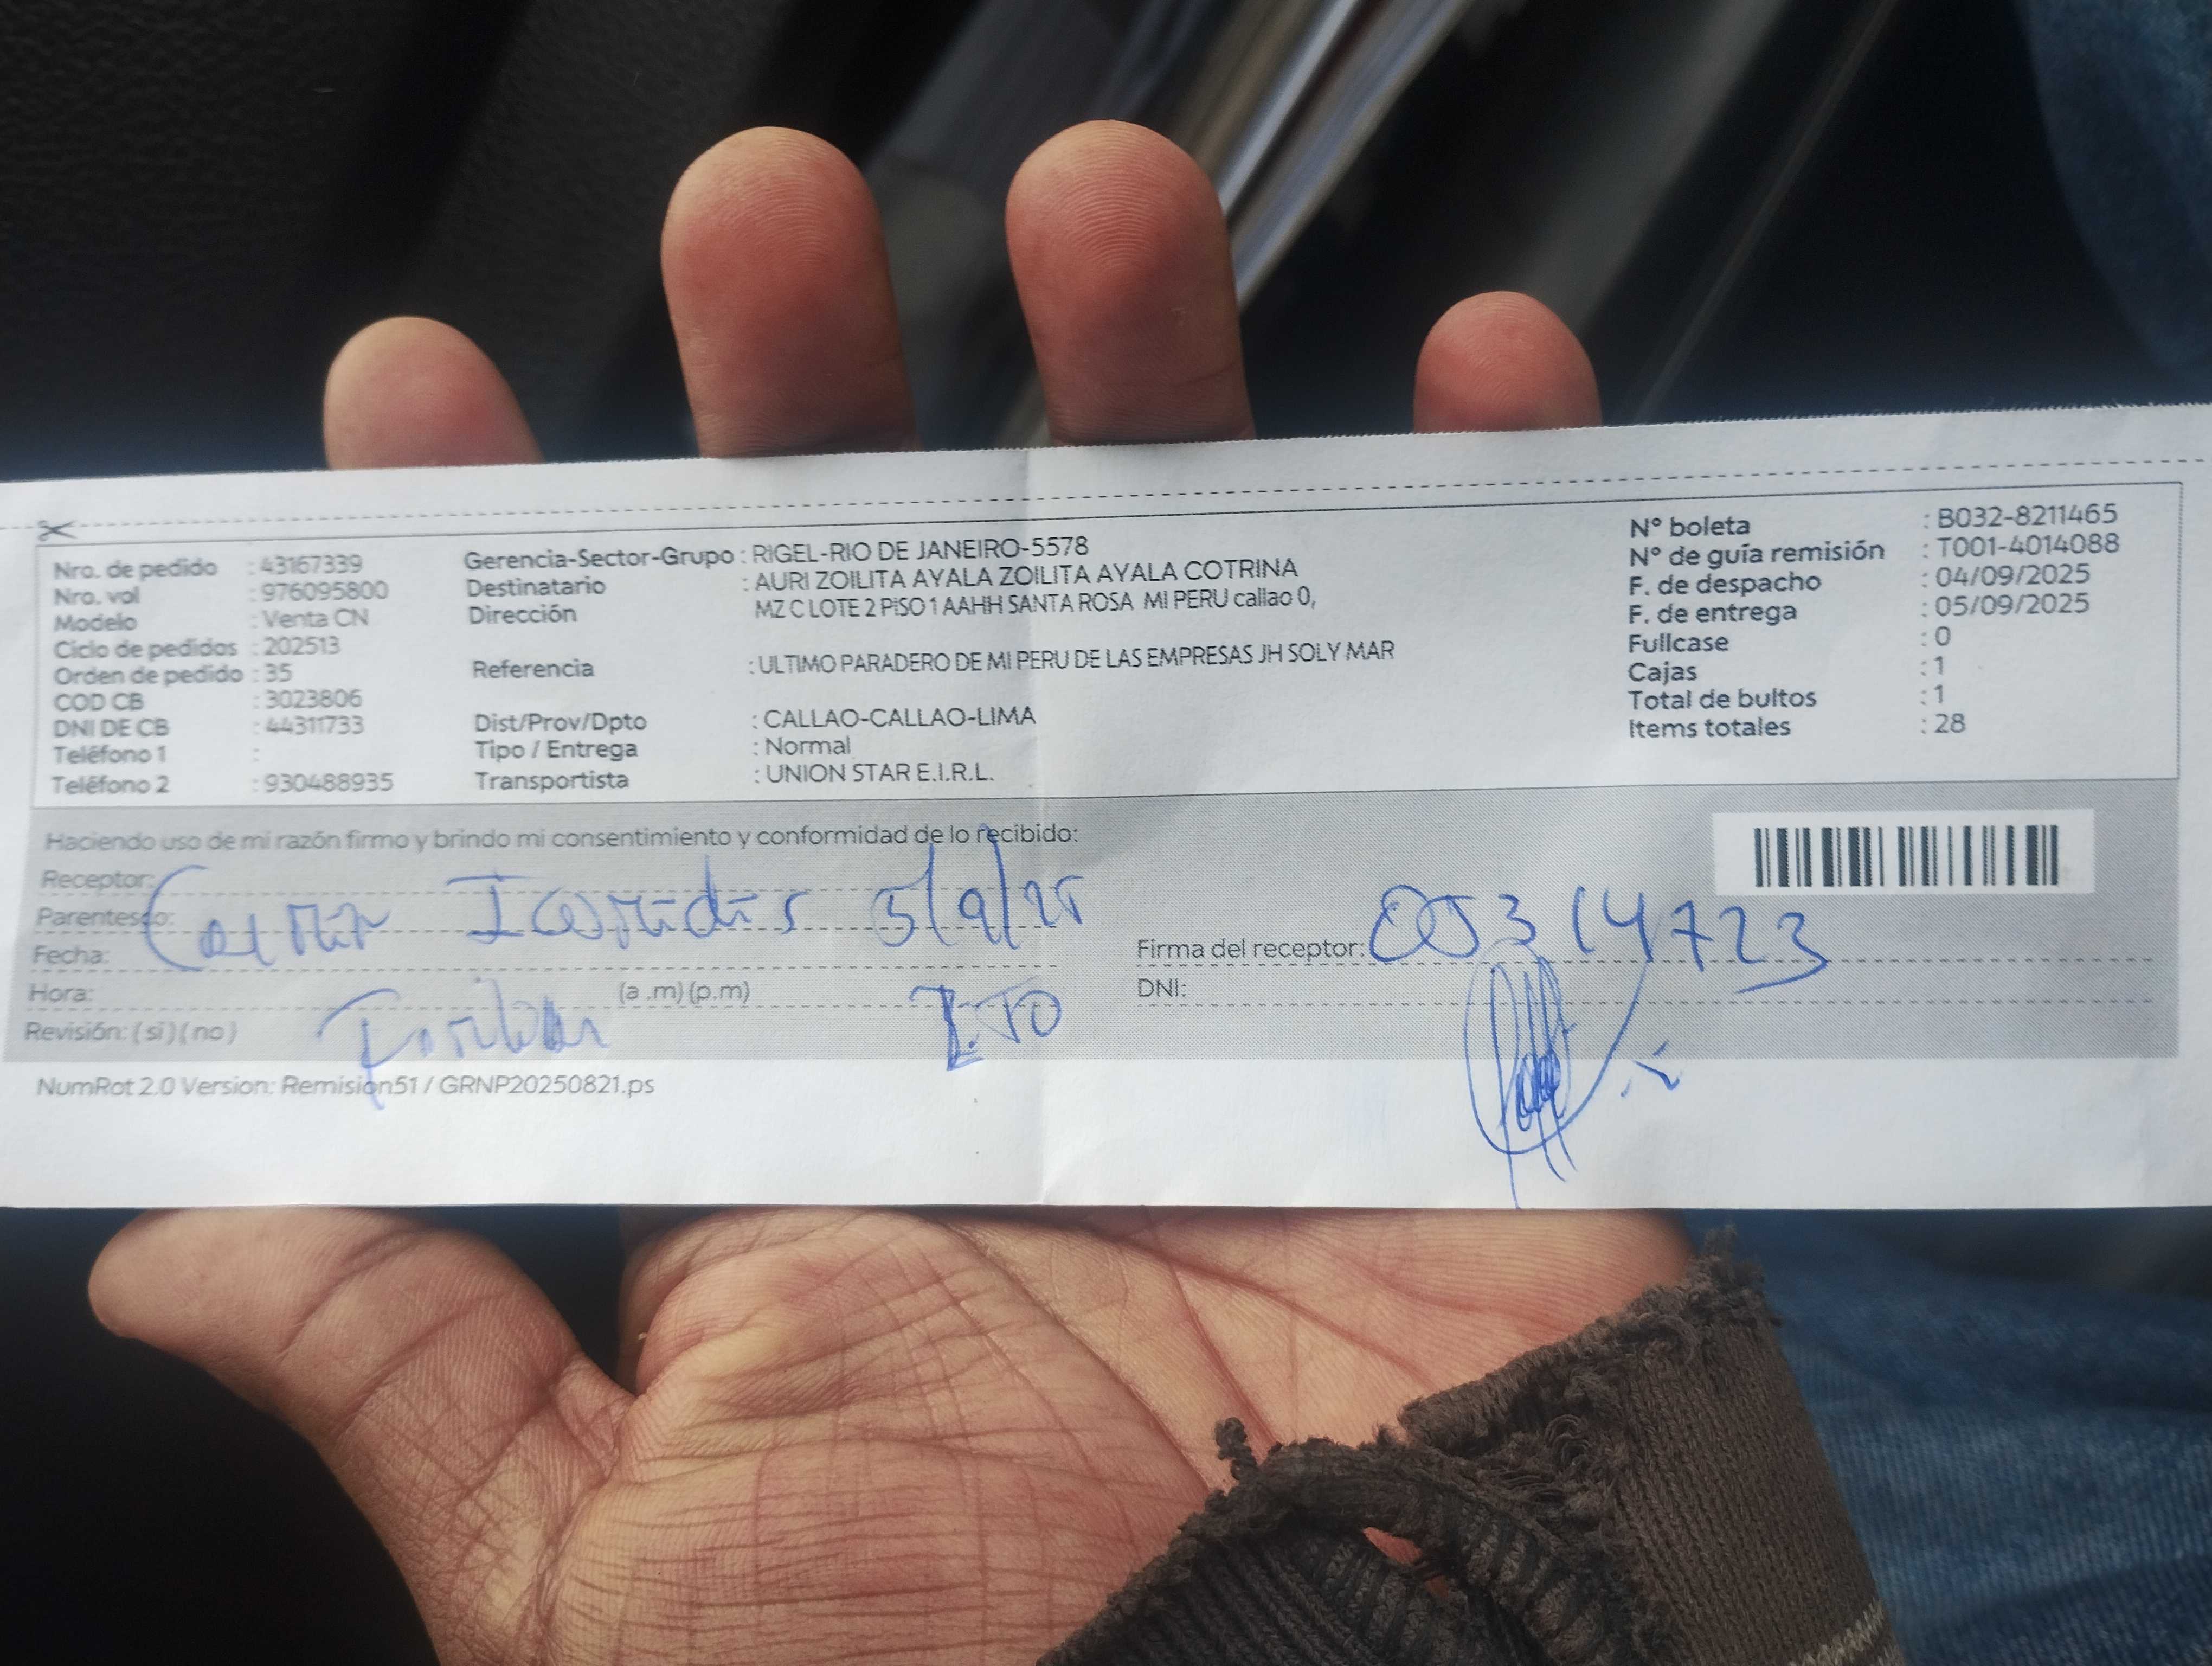 Nro. de pedido : 43167339
Nro. vol : 976095800
Modelo : Venta CN
Ciclo de pedidos : 202513
Orden de pedido : 35
COD CB : 3023806
DNI DE CB : 44311733
Teléfono 1 :
Teléfono 2 : 930488935
Gerencia-Sector-Grupo : RIGEL-RIO DE JANEIRO-5578
Destinatario : AURI ZOILITA AYALA ZOILITA AYALA COTRINA
Dirección MZ C LOTE 2 PISO 1 AAHH SANTA ROSA MI PERU callao 0,
Referencia : ULTIMO PARADERO DE MI PERU DE LAS EMPRESAS JH SOLY MAR
Dist/Prov/Dpto : CALLAO-CALLAO-LIMA
Tipo / Entrega : Normal
Transportista : UNION STAR E.I.R.L.
N° boleta : B032-8211465
N° de guía remisión : T001-4014088
F. de despacho : 04/09/2025
F. de entrega : 05/09/2025
Fullcase : 0
Cajas : 1
Total de bultos : 1
Items totales : 28
Haciendo uso de mi razón firmo y brindo mi consentimiento y conformidad de lo recibido:
Receptor:
Parentesco: 5/9/25
Fecha:
Hora: (a .m) (p.m)
Revisión: ( si ) ( no )
Firma del receptor:
DNI:
NumRot 2.0 Version: Remision51 / GRNP20250821.ps